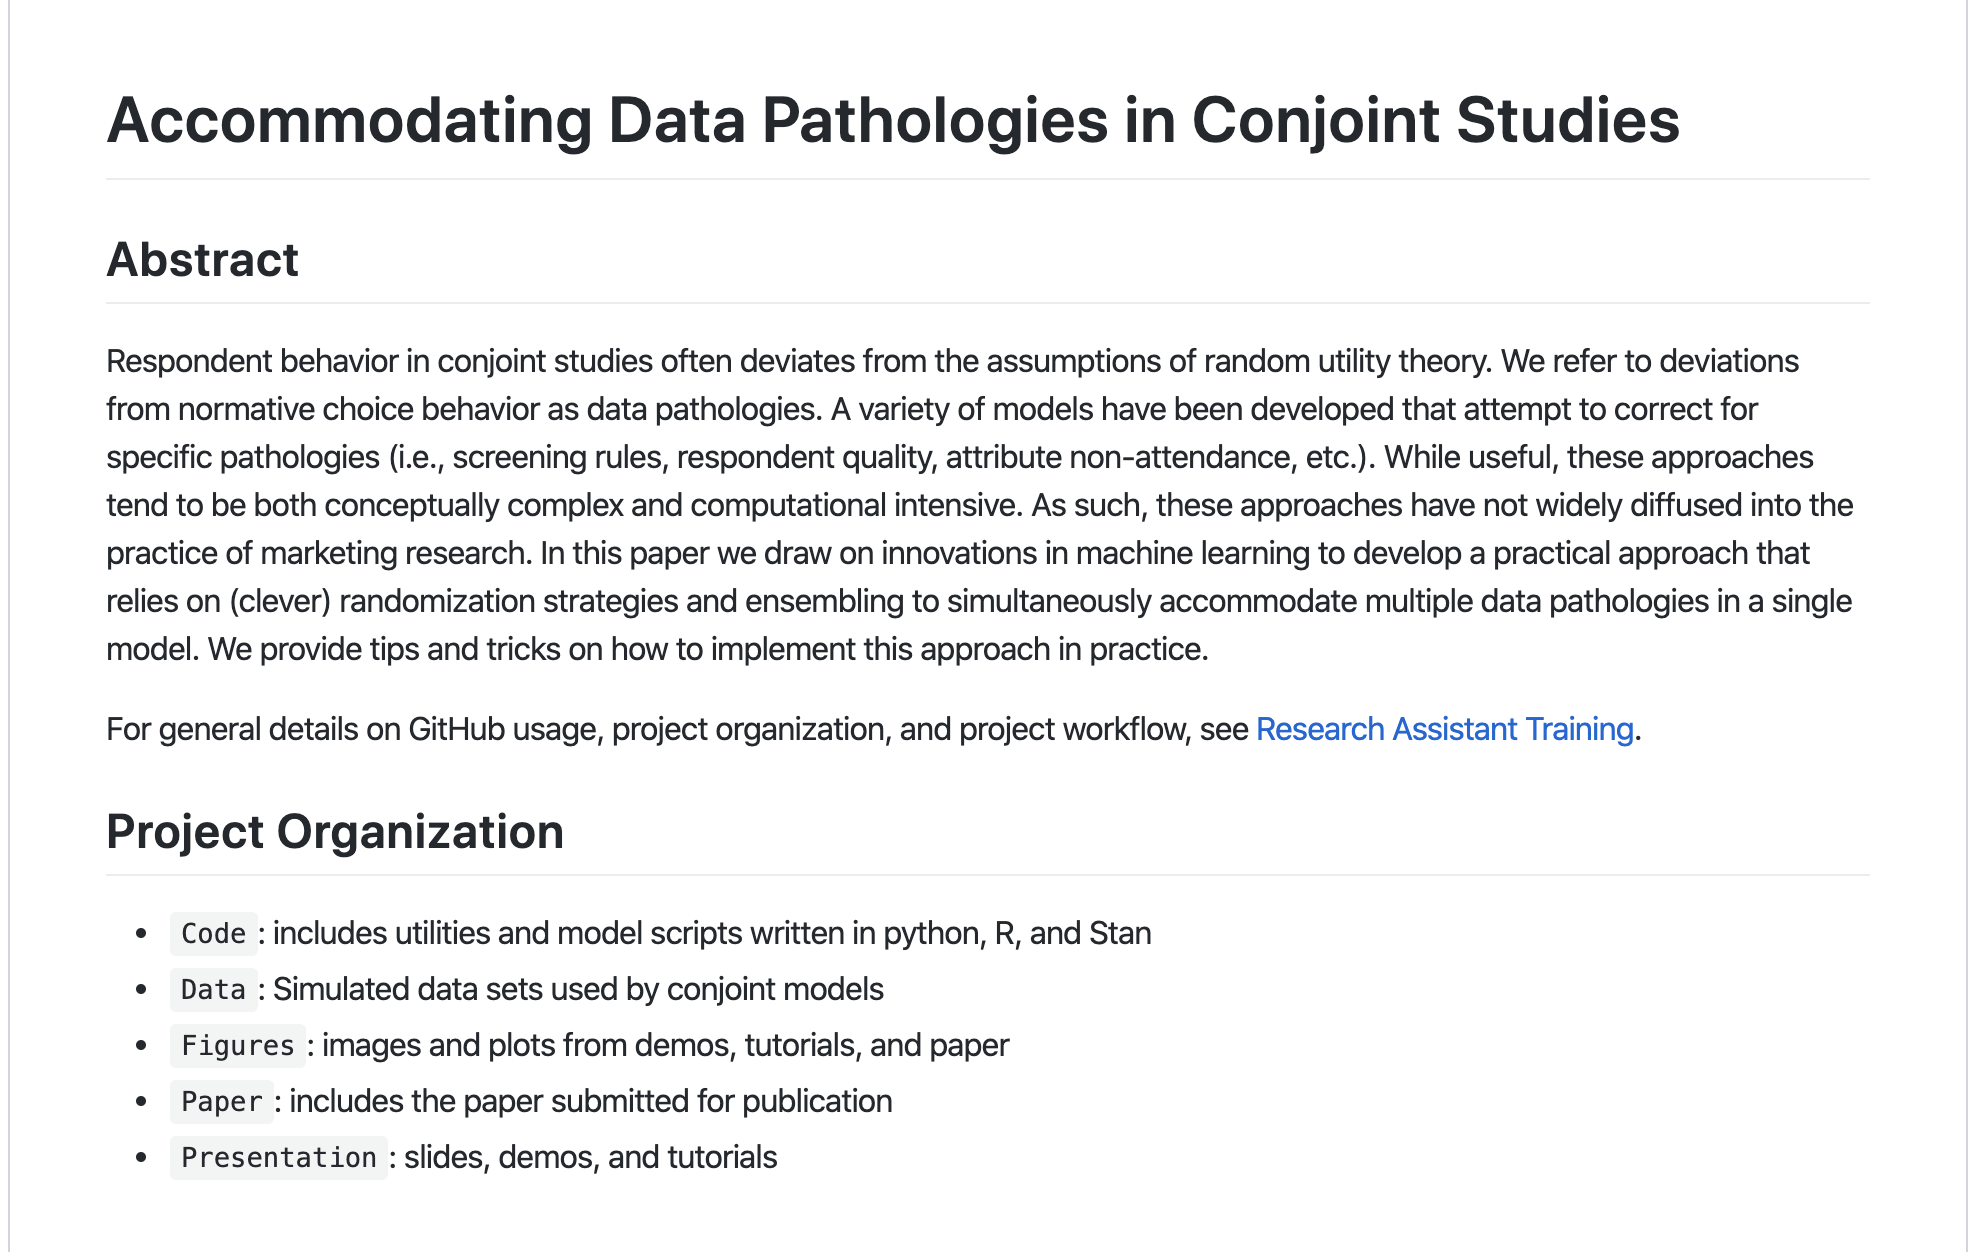 Accommodating Data Pathologies in Conjoint Studies
Abstract
Respondent behavior in conjoint studies often deviates from the assumptions of random utility theory. We refer to deviations
from normative choice behavior as data pathologies. A variety of models have been developed that attempt to correct for
specific pathologies (i.e., screening rules, respondent quality, attribute non-attendance, etc.). While useful, these approaches
tend to be both conceptually complex and computational intensive. As such, these approaches have not widely diffused into the
practice of marketing research. In this paper we draw on innovations in machine learning to develop a practical approach that
relies on (clever) randomization strategies and ensembling to simultaneously accommodate multiple data pathologies in a single
model. We provide tips and tricks on how to implement this approach in practice.
For general details on GitHub usage, project organization, and project workflow, see Research Assistant Training.
Project Organization
• Code : includes utilities and model scripts written in python, R, and Stan
• Data : Simulated data sets used by conjoint models
• Figures : images and plots from demos, tutorials, and paper
• Paper : includes the paper submitted for publication
• Presentation : slides, demos, and tutorials